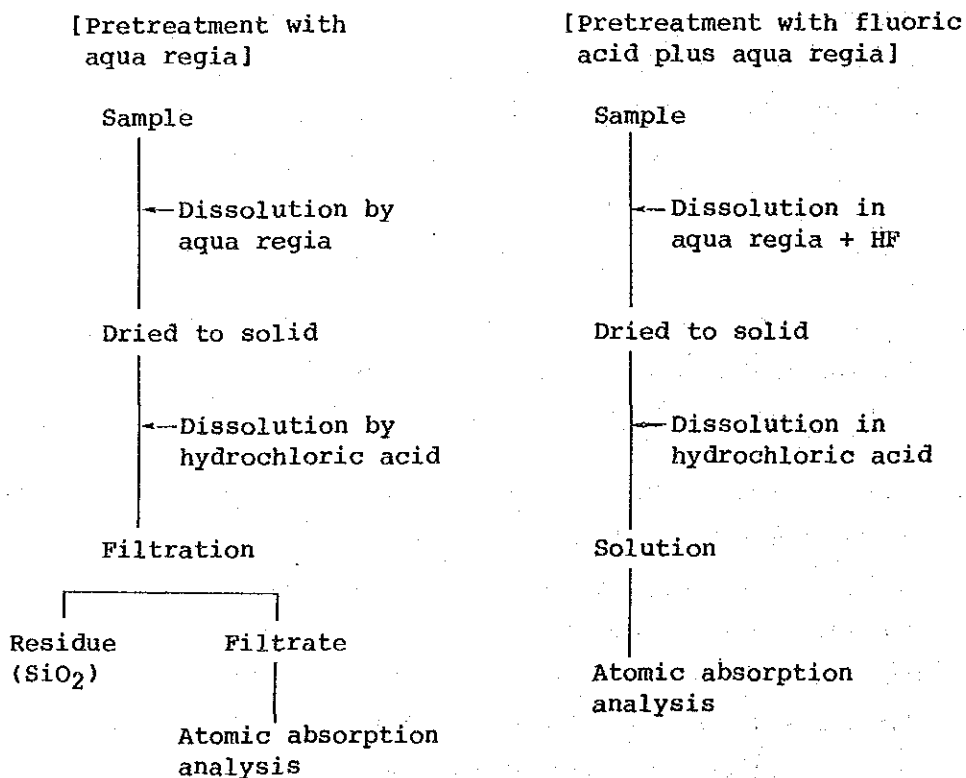 [Pretreatment with
aqua regia]
Sample
Dissolution by
aqua regia
Dried to solid
Dissolution by
hydrochloric acid
Filtration
Residue
(SiO2)
Filtrate
Atomic absorption
analysis
[Pretreatment with fluoric
acid plus aqua regia]
Sample
Dissolution in
aqua regia + HF
Dried to solid
Dissolution in
hydrochloric acid
Solution
Atomic absorption
analysis